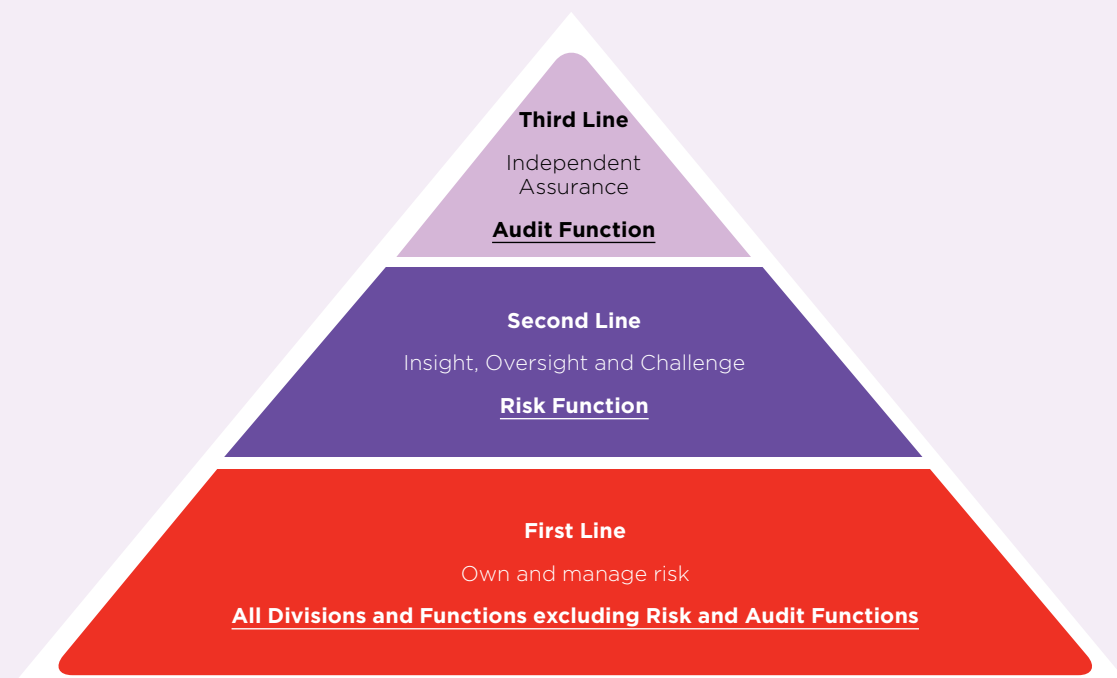 Third Line
Independent
Assurance
Audit Function
Second Line
Insight, Oversight and Challenge
Risk Function
First Line
Own and manage risk
All Divisions and Functions excluding Risk and Audit Functions